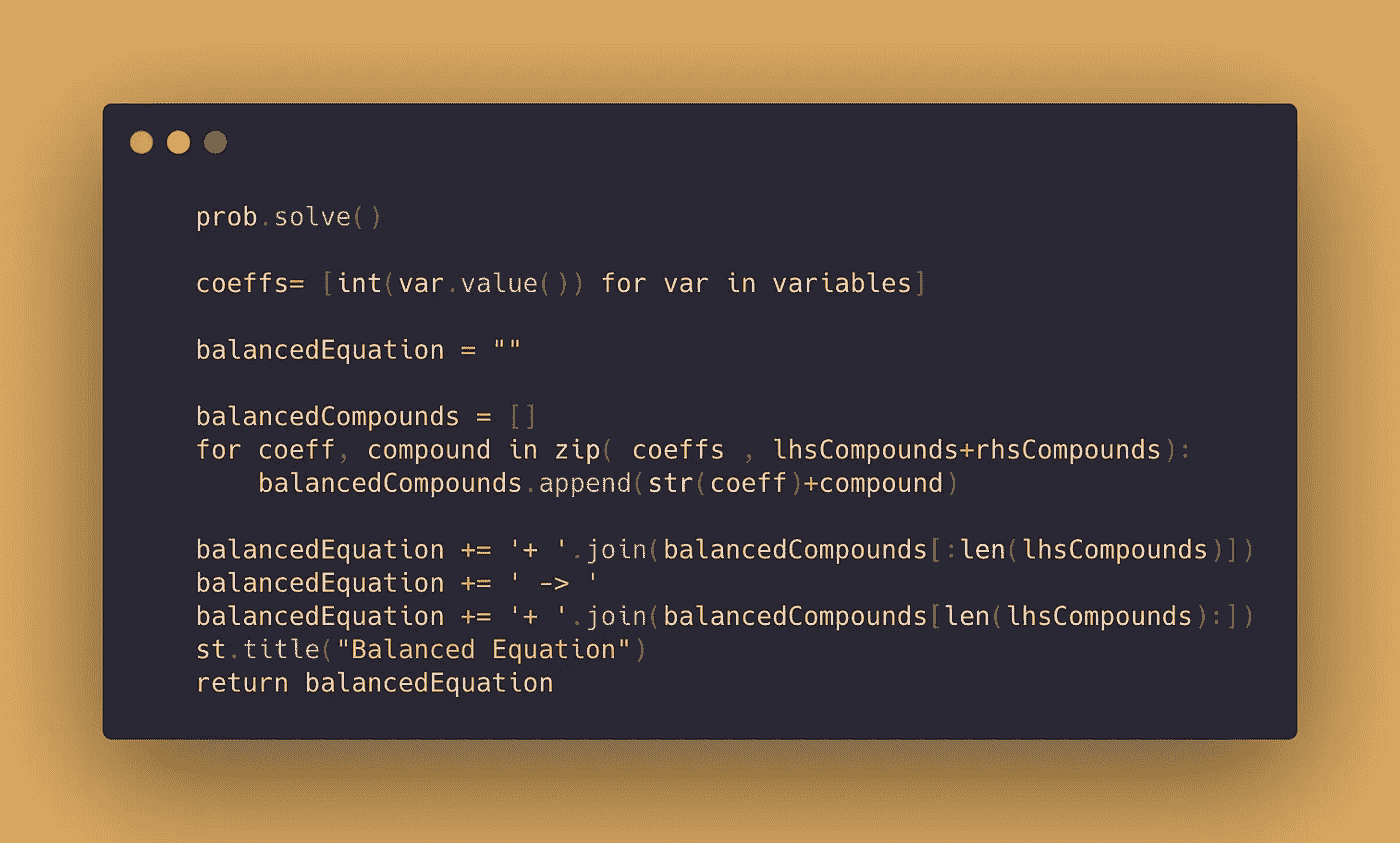 prob.solve()
coeffs= [int(var.value()) for var in variables]
balancedEquation = ""
balancedCompounds = []
for coeff, compound in zip( coeffs , lhsCompounds+rhsCompounds):
    balancedCompounds.append(str(coeff)+compound)
balancedEquation += '+ '.join(balancedCompounds[:len(lhsCompounds)])
balancedEquation += ' -> '
balancedEquation += '+ '.join(balancedCompounds[len(lhsCompounds):])
st.title("Balanced Equation")
return balancedEquation